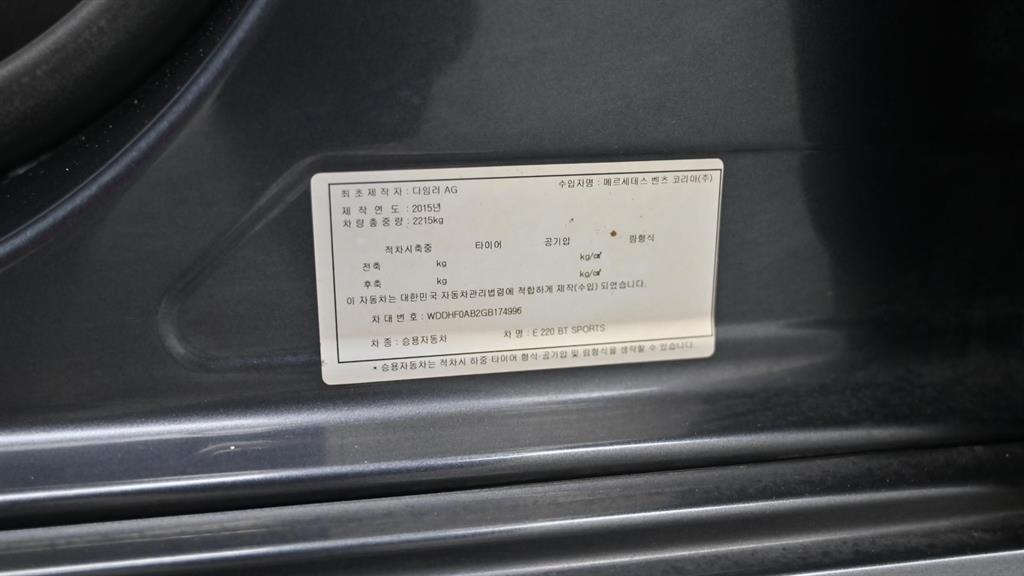 최초제작자 : 다임러 AG 수입자명 : 메르세데스 벤츠 코리아(주)
제 작 연 도 : 2015년
차량총중량 : 2215kg
적차시축중 타이어 공기압 림형식
전축 kg kg/㎠
후축 kg kg/㎠
이 자동차는 대한민국 자동차관리법령에 적합하게 제작(수입) 되었습니다.
차 대 번 호 : WDDHF0AB2GB174996
차 종 : 승용자동차 차 명 : E 220 BT SPORTS
* 승용자동차는 적차시 하중·타이어 형식·공기압 및 림형식을 생략할 수 있습니다.